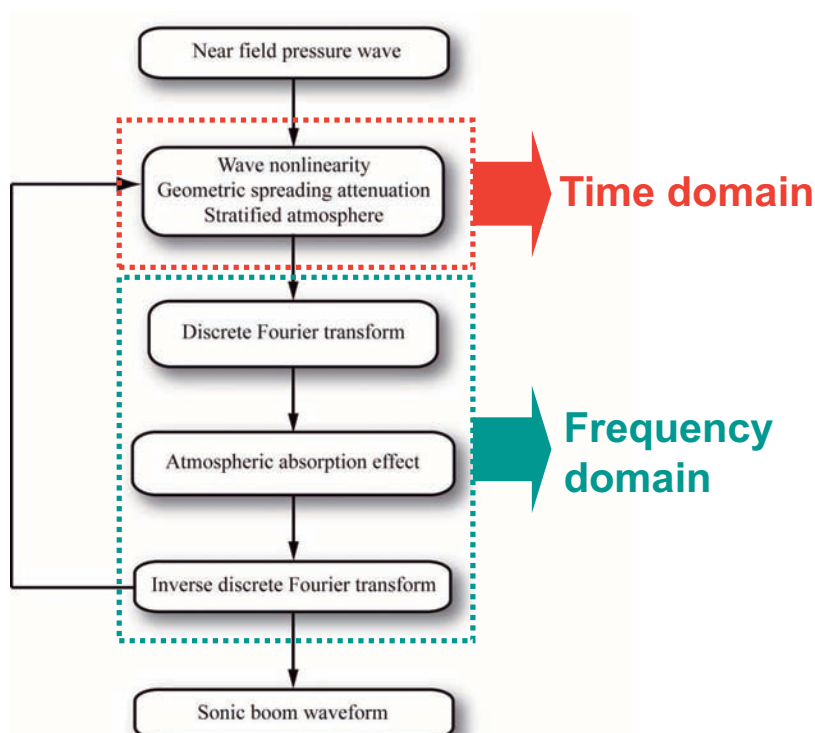 Near field pressure wave
Wave nonlinearity
Geometric spreading attenuation
Stratified atmosphere
Time domain
Discrete Fourier transform
Atmospheric absorption effect
Frequency
domain
Inverse discrete Fourier transform
Sonic boom waveform